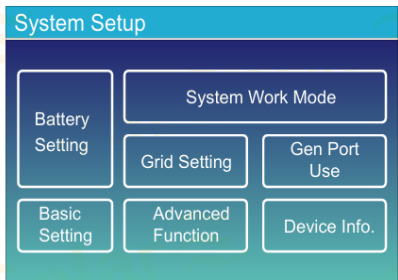 System Setup
System Work Mode
Battery
Setting
Grid Setting
Gen Port
Use
Basic
Setting
Advanced
Function
Device Info.